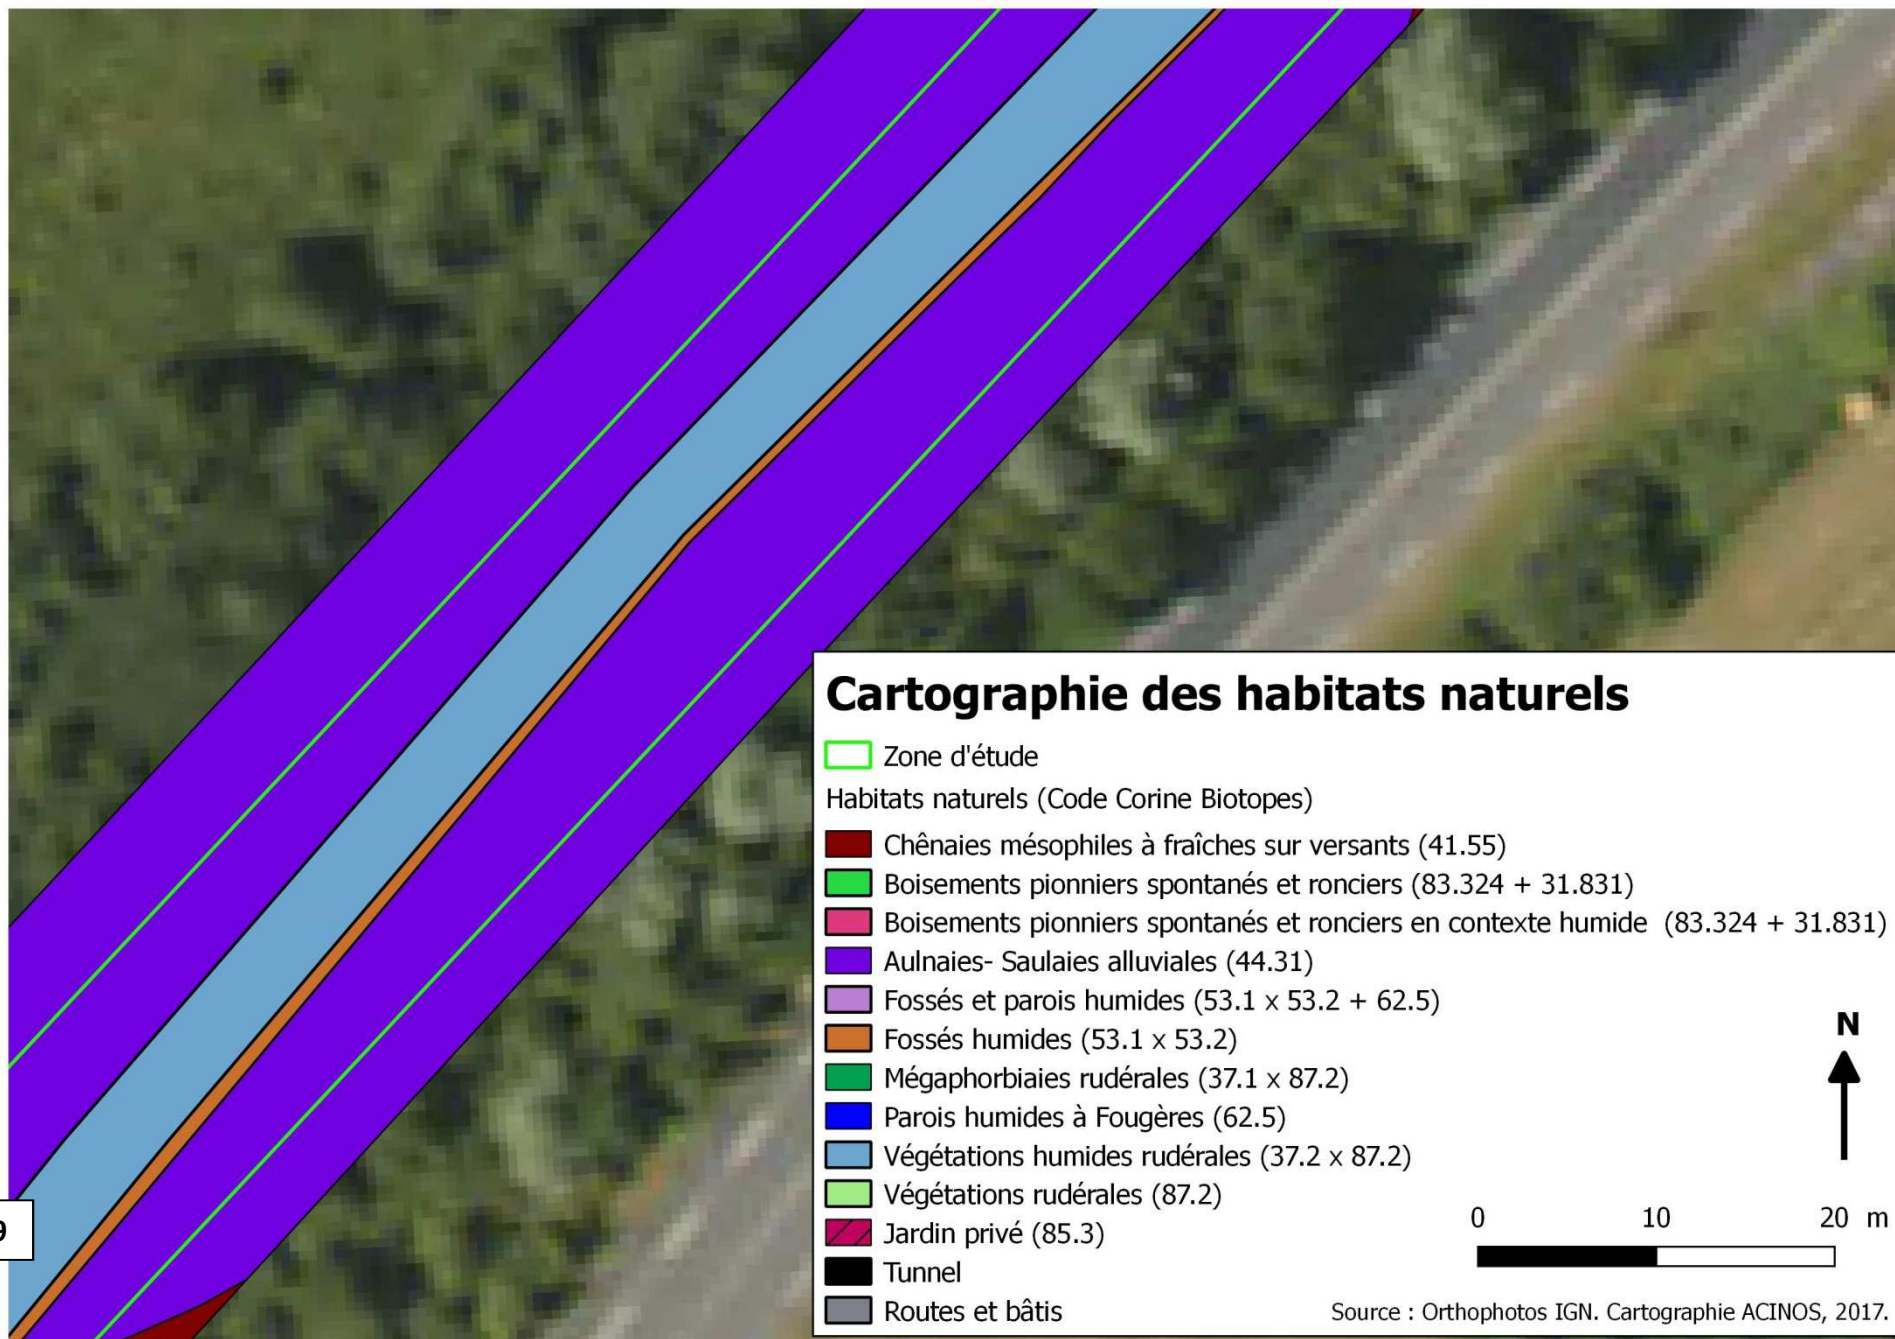 Cartographie des habitats naturels
Zone d'étude
Habitats naturels (Code Corine Biotopes)
Chênaies mésophiles à fraîches sur versants (41.55)
Boisements pionniers spontanés et ronciers (83.324 + 31.831)
Boisements pionniers spontanés et ronciers en contexte humide (83.324 + 31.831)
Aulnaies- Saulaies alluviales (44.31)
Fossés et parois humides (53.1 x 53.2 + 62.5)
Fossés humides (53.1 x 53.2)
Mégaphorbiaies rudérales (37.1 x 87.2)
Parois humides à Fougères (62.5)
Végétations humides rudérales (37.2 x 87.2)
Végétations rudérales (87.2)
Jardin privé (85.3)
Tunnel
Routes et bâtis
N
0 10 20 m
Source : Orthophotos IGN. Cartographie ACINOS, 2017.
9